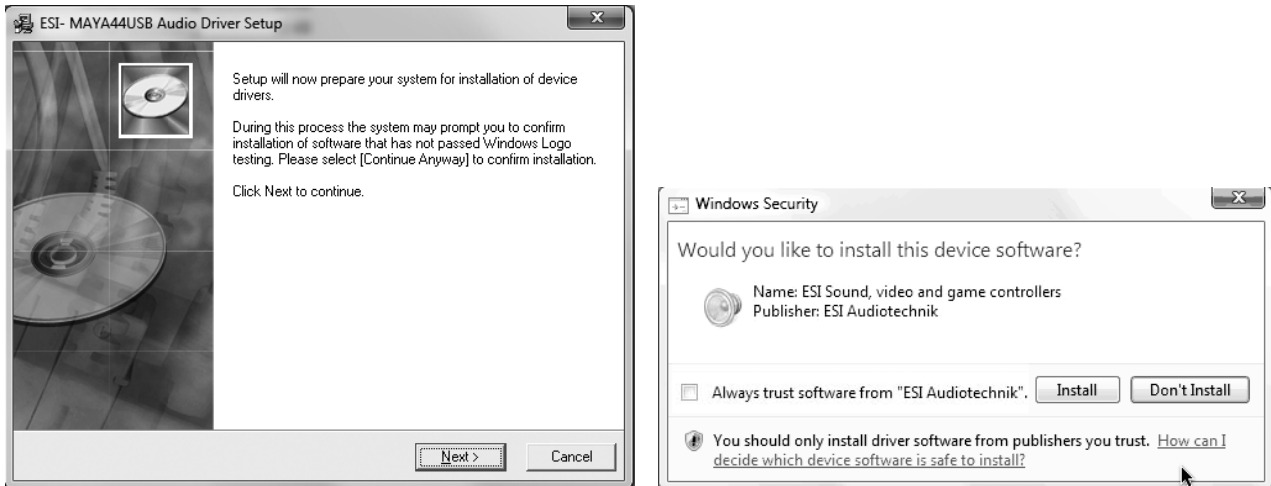 ESI- MAYA44USB Audio Driver Setup
Setup will now prepare your system for installation of device
drivers.
During this process the system may prompt you to confirm
installation of software that has not passed Windows Logo
testing. Please select [Continue Anyway] to confirm installation.
Click Next to continue.
Next >
Cancel
Windows Security
Would you like to install this device software?
Name: ESI Sound, video and game controllers
Publisher: ESI Audiotechnik
Always trust software from "ESI Audiotechnik".
Install
Don't Install
You should only install driver software from publishers you trust. How can I
decide which device software is safe to install?